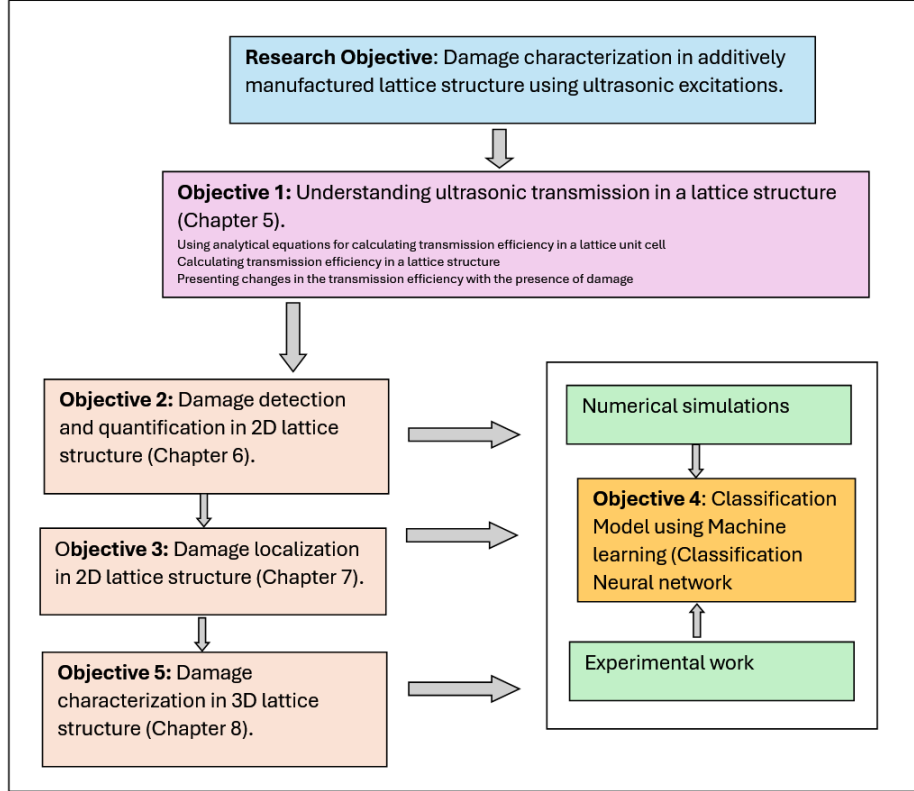 Research Objective: Damage characterization in additively
manufactured lattice structure using ultrasonic excitations.
Objective 1: Understanding ultrasonic transmission in a lattice structure
(Chapter 5).
Using analytical equations for calculating transmission efficiency in a lattice unit cell
Calculating transmission efficiency in a lattice structure
Presenting changes in the transmission efficiency with the presence of damage
Objective 2: Damage detection
and quantification in 2D lattice
structure (Chapter 6).
Objective 3: Damage localization
in 2D lattice structure (Chapter 7).
Objective 5: Damage
characterization in 3D lattice
structure (Chapter 8).
Numerical simulations
Objective 4: Classification
Model using Machine
learning (Classification
Neural network
Experimental work